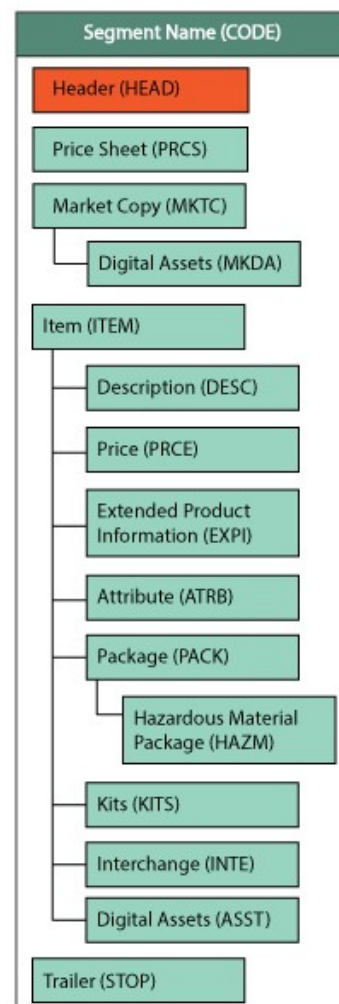 Segment Name (CODE)
Header (HEAD)
Price Sheet (PRCS)
Market Copy (MKTC)
Digital Assets (MKDA)
Item (ITEM)
Description (DESC)
Price (PRCE)
Extended Product
Information (EXPI)
Attribute (ATRB)
Package (PACK)
Hazardous Material
Package (HAZM)
Kits (KITS)
Interchange (INTE)
Digital Assets (ASST)
Trailer (STOP)